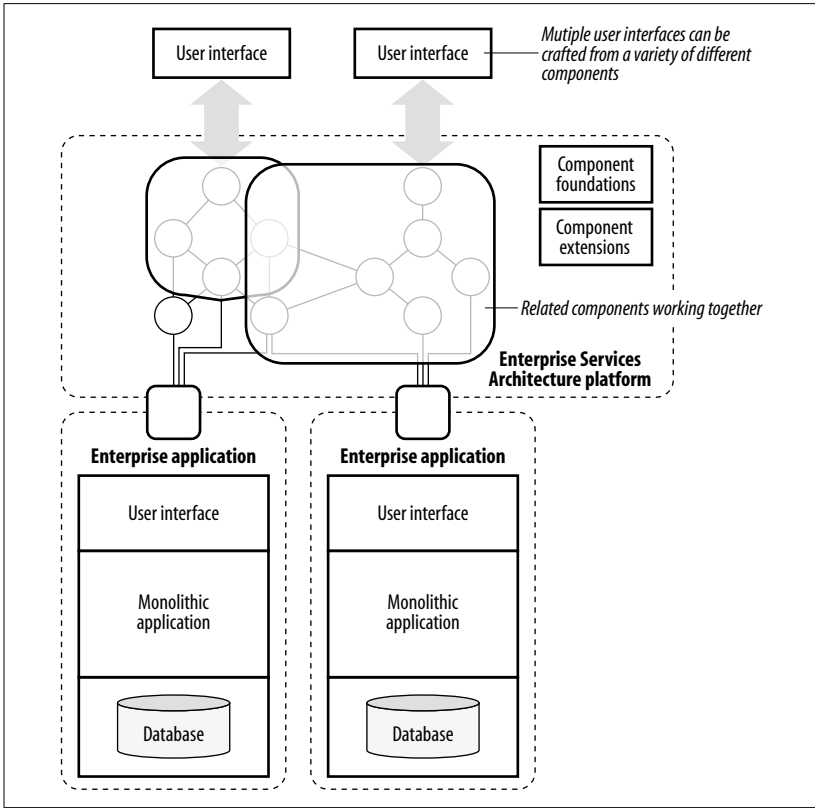 User interface
User interface
Mutiple user interfaces can be
crafted from a variety of different
components
Component
foundations
Component
extensions
Related components working together
Enterprise Services
Architecture platform
Enterprise application
User interface
Monolithic
application
Database
Enterprise application
User interface
Monolithic
application
Database